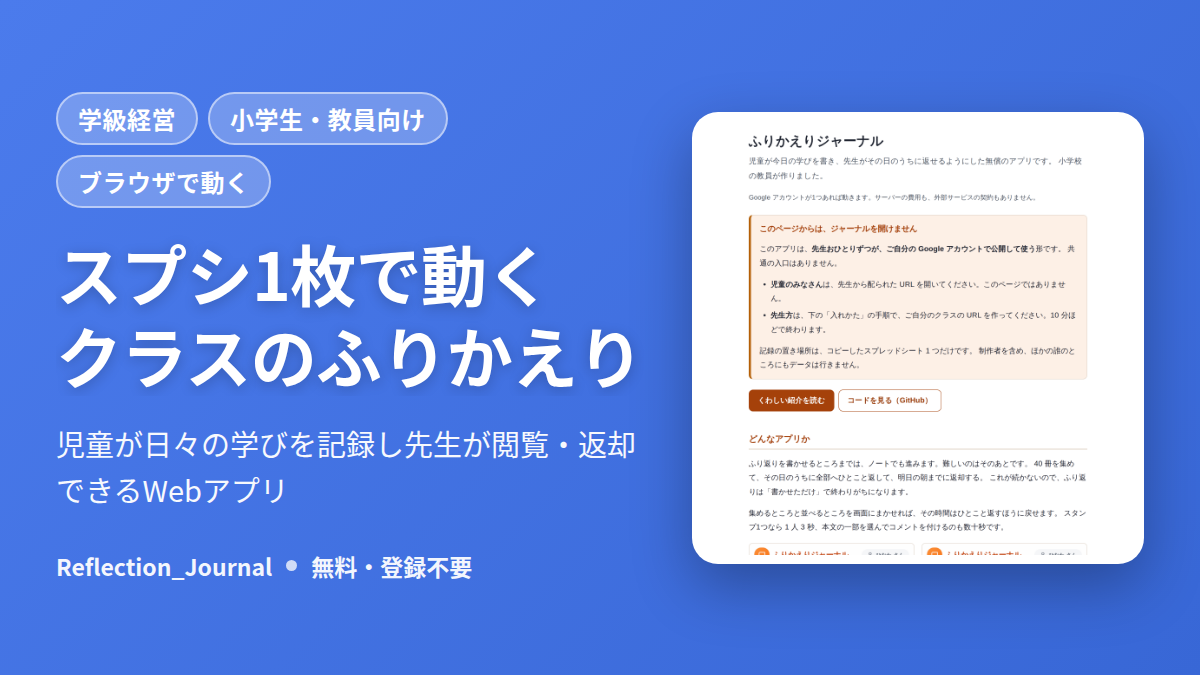 学級経営
小学生・教員向け
ブラウザで動く
スプシ1枚で動く
クラスのふりかえり
児童が日々の学びを記録し先生が閲覧・返却
できるWebアプリ
Reflection_Journal
無料・登録不要
ふりかえりジャーナル
児童が今日の学びを書き、先生がその日のうちに返せるようにした無償のアプリです。 小学校
の教員が作りました。
Google アカウントが1つあれば動きます。サーバーの費用も、外部サービスの契約もありません。
このページからは、ジャーナルを開けません
このアプリは、先生おひとりずつが、ご自分の Google アカウントで公開して使う形です。 共
通の入口はありません。
・児童のみなさんは、先生から配られた URL を開いてください。このページではありませ
ん。
・先生方は、下の「入れかた」の手順で、ご自分のクラスの URL を作ってください。10 分ほ
どで終わります。
記録の置き場所は、コピーしたスプレッドシート 1 つだけです。 制作者を含め、ほかの誰のと
ころにもデータは行きません。
くわしい紹介を読む
コードを見る（GitHub）
どんなアプリか
ふり返りを書かせるところまでは、ノートでも進みます。難しいのはそのあとです。 40 冊を集め
て、その日のうちに全部へひとこと返して、明日の朝までに返却する。 これが続かないので、ふり返
りは「書かせただけ」で終わりがちになります。
集めるところと並べるところを画面にまかせれば、その時間はひとこと返すほうに戻せます。 スタン
プ1つなら 1 人 3 秒、本文の一部を選んでコメントを付けるのも数十秒です。
ふりかえりジャーナル
ふりかえりジャーナル